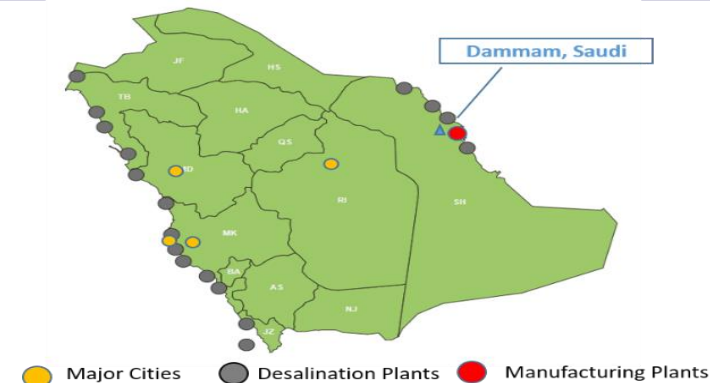 Dammam, Saudi
JF
HS
TB
HA
QS
MD
RI
SH
MK
BA
AS
NJ
JZ
Major Cities
Desalination Plants
Manufacturing Plants